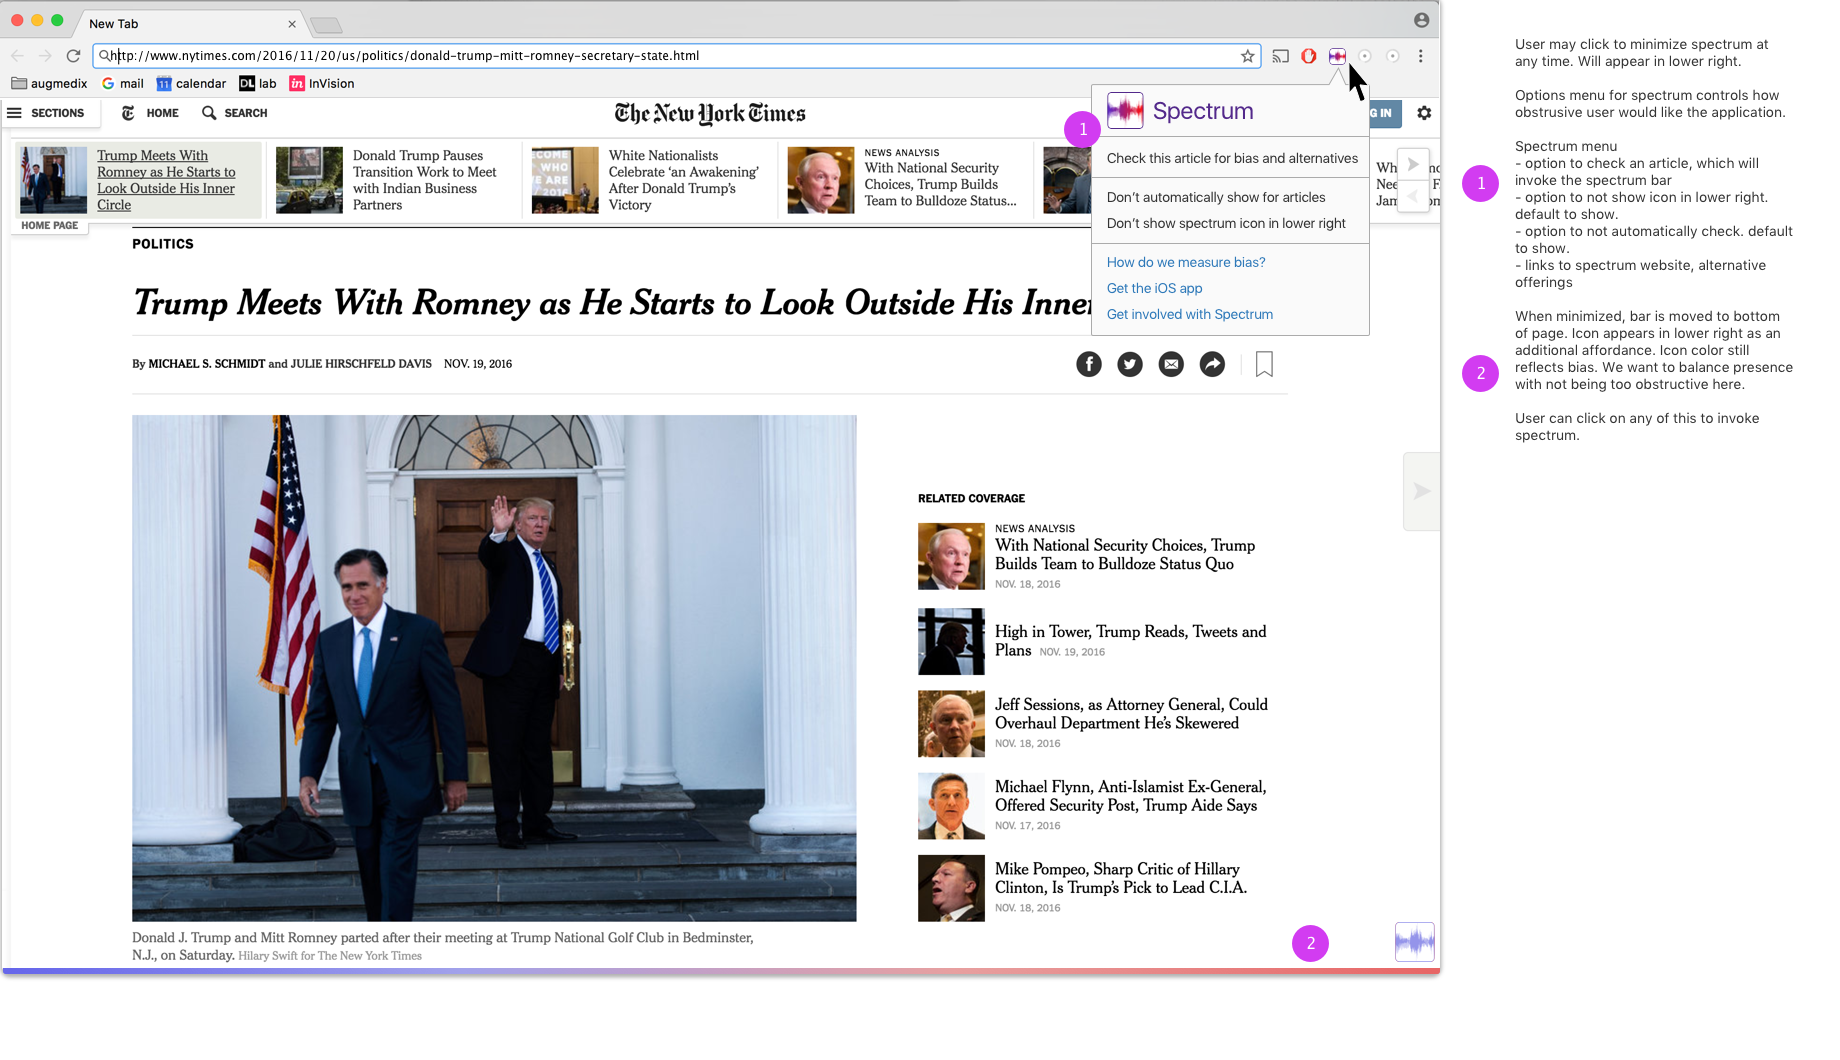 New Tab
http://www.nytimes.com/2016/11/20/us/politics/donald-trump-mitt-romney-secretary-state.html
augmedix
G mail
11 calendar
DL lab
in InVision
SECTIONS
HOME
SEARCH
The New York Times
G IN
Trump Meets With
Romney as He Starts to
Look Outside His Inner
Circle
Donald Trump Pauses
Transition Work to Meet
with Indian Business
Partners
White Nationalists
Celebrate ‘an Awakening’
After Donald Trump’s
Victory
NEWS ANALYSIS
With National Security
Choices, Trump Builds
Team to Bulldoze Status...
HOME PAGE
1
Spectrum
Check this article for bias and alternatives
Don’t automatically show for articles
Don’t show spectrum icon in lower right
How do we measure bias?
Get the iOS app
Get involved with Spectrum
POLITICS
Trump Meets With Romney as He Starts to Look Outside His Inner
By MICHAEL S. SCHMIDT and JULIE HIRSCHFELD DAVIS NOV. 19, 2016
Donald J. Trump and Mitt Romney parted after their meeting at Trump National Golf Club in Bedminster,
N.J., on Saturday. Hilary Swift for The New York Times
RELATED COVERAGE
NEWS ANALYSIS
With National Security Choices, Trump
Builds Team to Bulldoze Status Quo
NOV. 18, 2016
High in Tower, Trump Reads, Tweets and
Plans NOV. 19, 2016
Jeff Sessions, as Attorney General, Could
Overhaul Department He’s Skewered
NOV. 18, 2016
Michael Flynn, Anti-Islamist Ex-General,
Offered Security Post, Trump Aide Says
NOV. 17, 2016
Mike Pompeo, Sharp Critic of Hillary
Clinton, Is Trump’s Pick to Lead C.I.A.
NOV. 18, 2016
2
User may click to minimize spectrum at
any time. Will appear in lower right.
Options menu for spectrum controls how
obstrusive user would like the application.
1
Spectrum menu
- option to check an article, which will
invoke the spectrum bar
- option to not show icon in lower right.
default to show.
- option to not automatically check. default
to show.
- links to spectrum website, alternative
offerings
2
When minimized, bar is moved to bottom
of page. Icon appears in lower right as an
additional affordance. Icon color still
reflects bias. We want to balance presence
with not being too obstructive here.
User can click on any of this to invoke
spectrum.